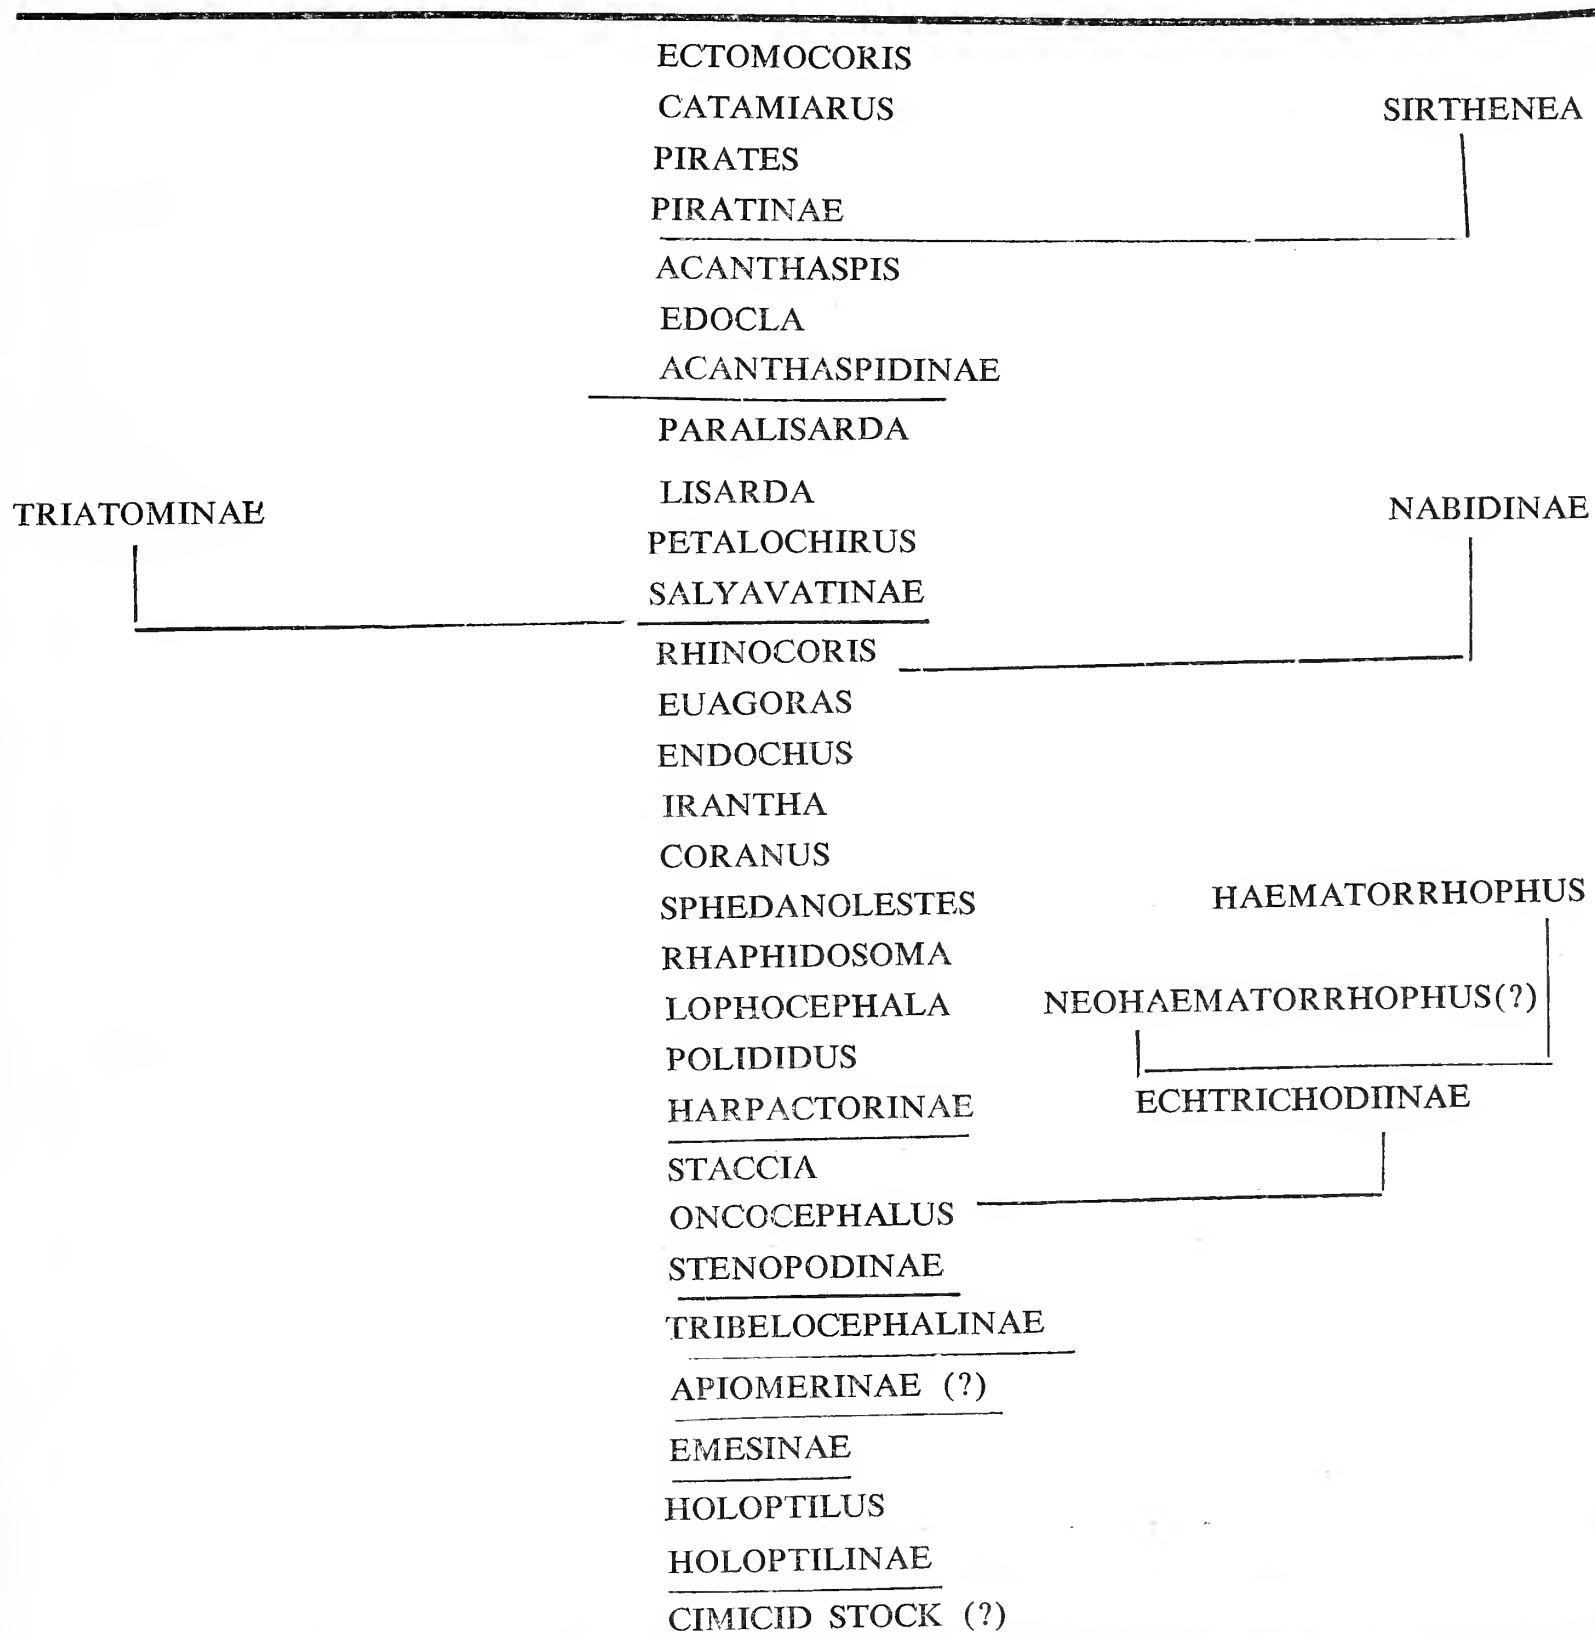 ECTOMOCORIS
CATAMIARUS
SIRTHENEA
PIRATES
PIRATINAE
ACANTHASPIS
EDOCLA
ACANTHASPIDINAE
PARALISARDA
LISARDA
TRIATOMINAE
NABIDINAE
PETALOCHIRUS
SALYAVATINAE
RHINOCORIS
EUAGORAS
ENDOCHUS
IRANTHA
CORANUS
SPHEDANOLESTES
HAEMATORRHOPHUS
RHAPHIDOSOMA
LOPHOCEPHALA
NEOHAEMATORRHOPHUS(?)
POLIDIDUS
HARPACTORINAE
ECHTRICHODIINAE
STACCIA
ONCOCEPHALUS
STENOPODINAE
TRIBELOCEPHALINAE
APIOMERINAE (?)
EMESINAE
HOLOPTILUS
HOLOPTILINAE
CIMICID STOCK (?)